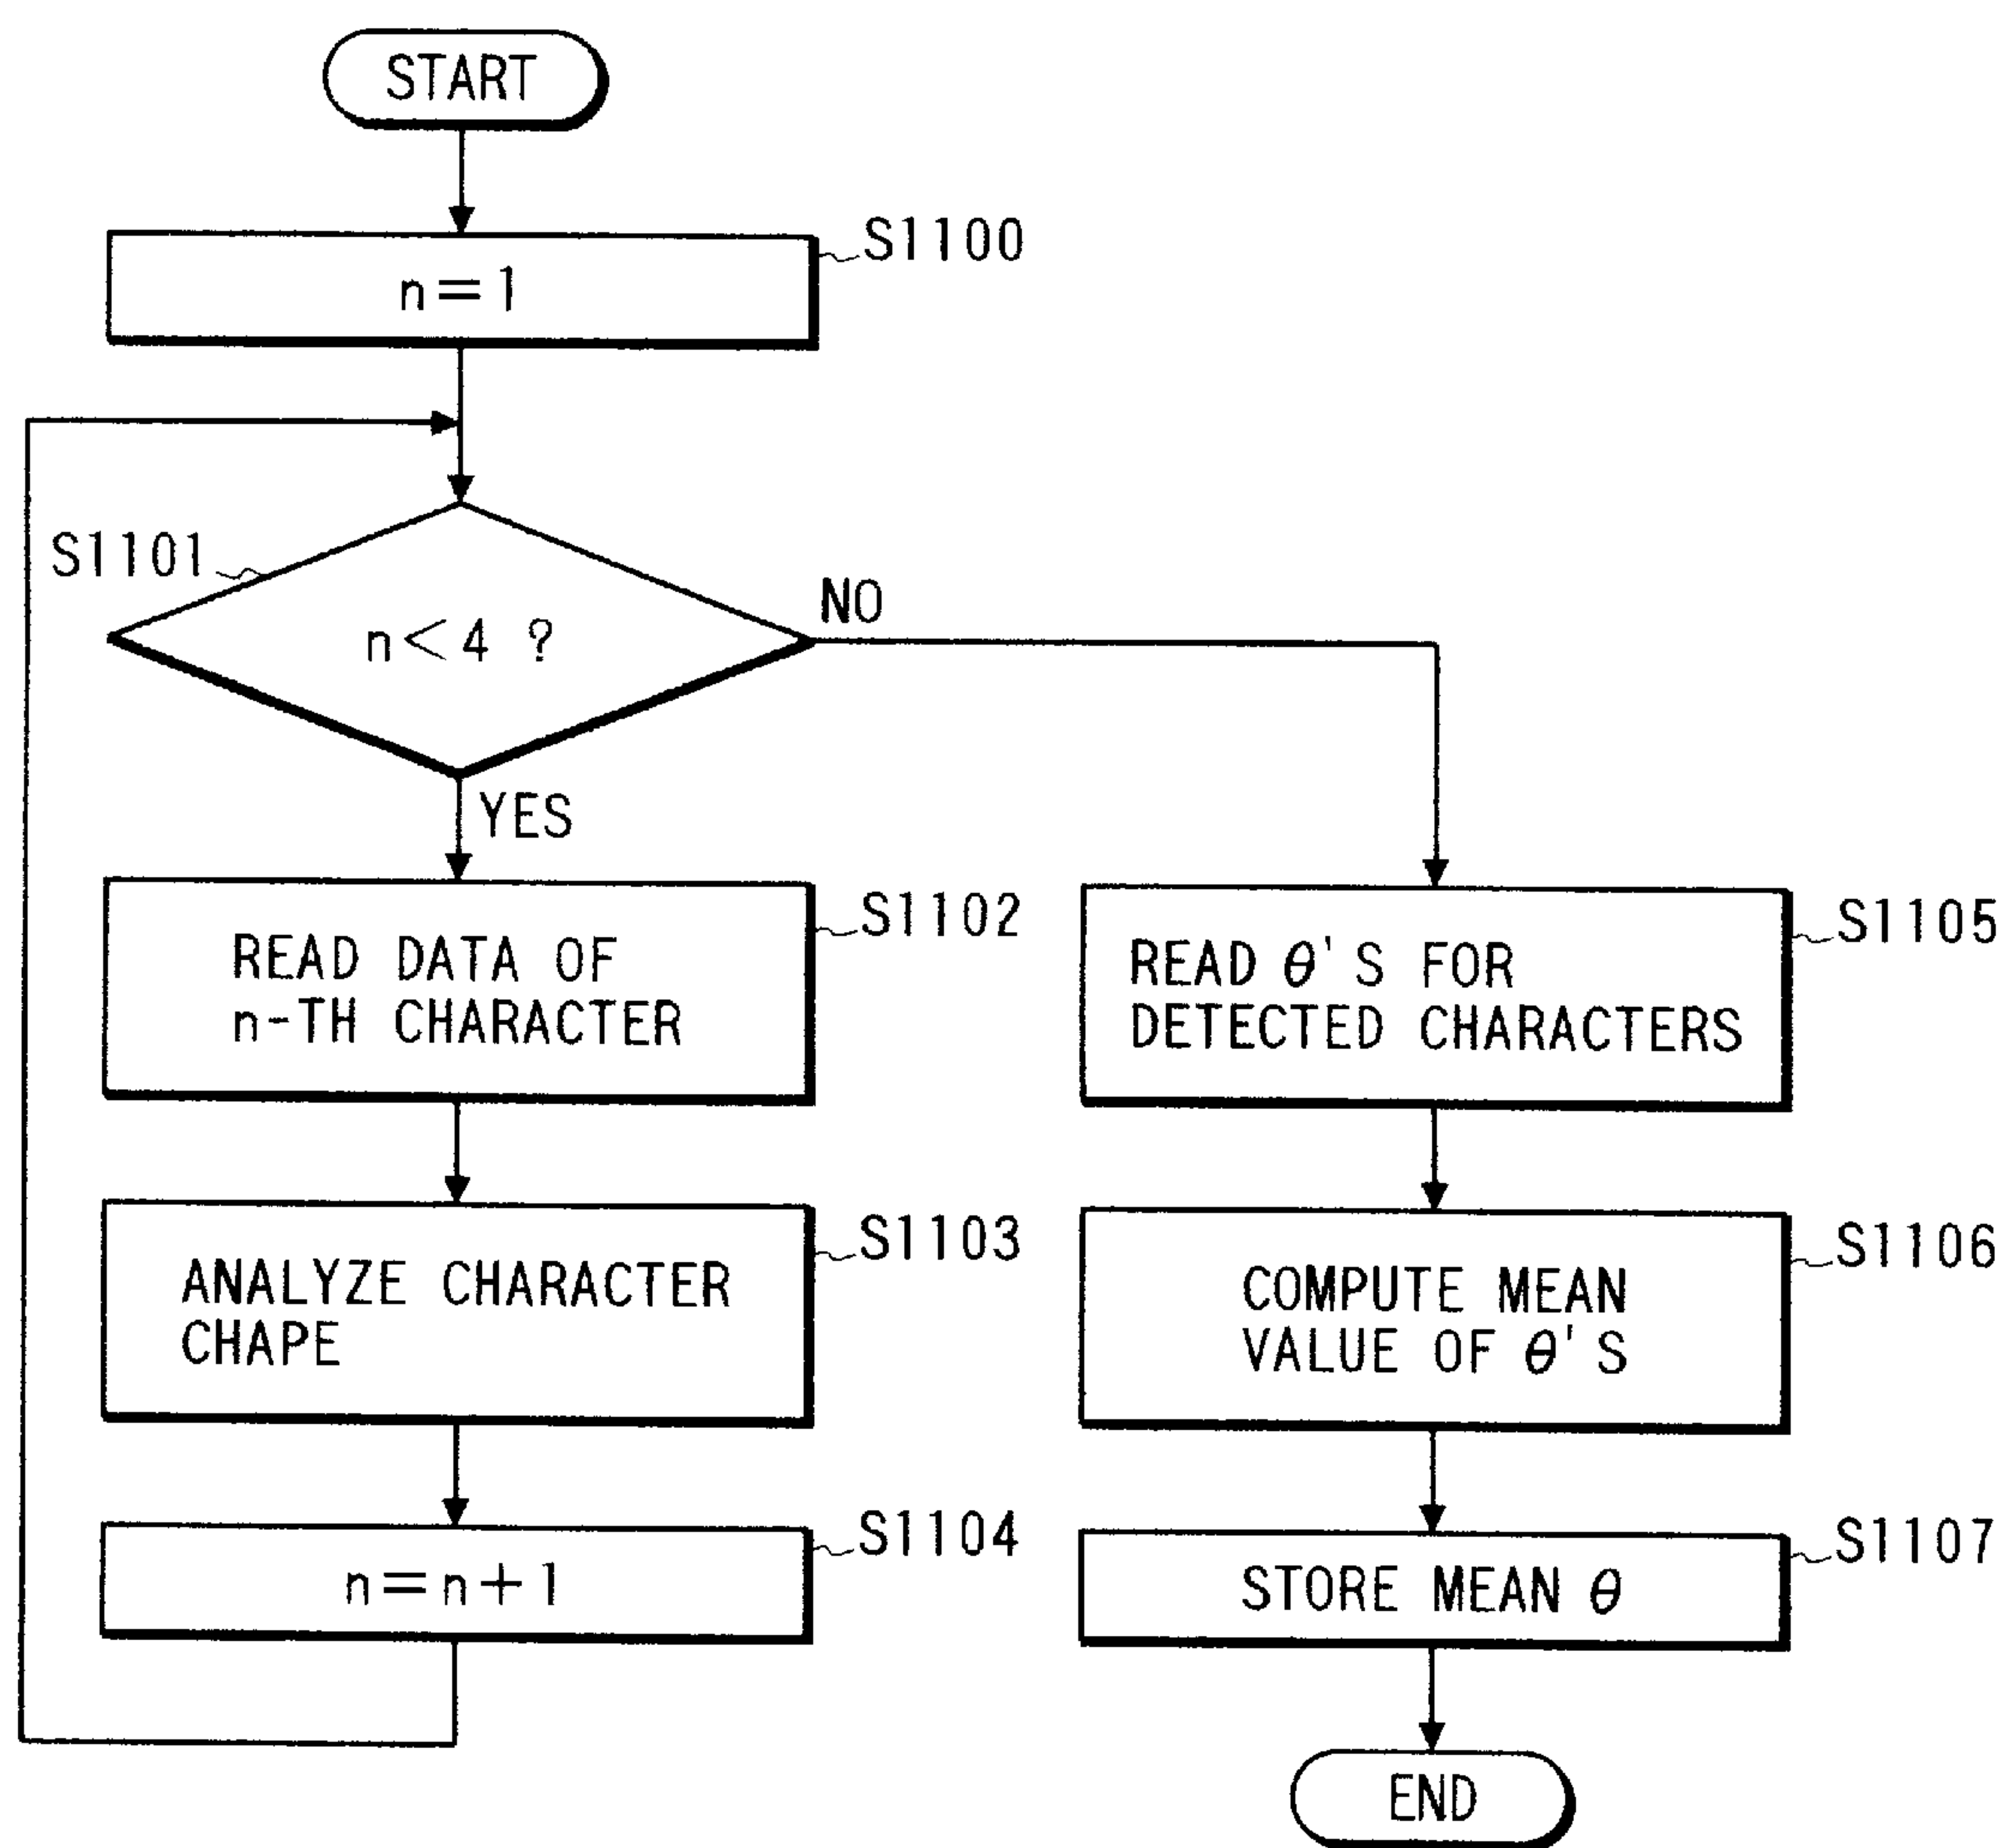 START
S1100
n=1
S1101
n<4 ?
NO
YES
S1102
READ DATA OF
n-TH CHARACTER
S1103
ANALYZE CHARACTER
CHAPE
S1104
n=n+1
S1105
READ θ'S FOR
DETECTED CHARACTERS
S1106
COMPUTE MEAN
VALUE OF θ'S
S1107
STORE MEAN θ
END